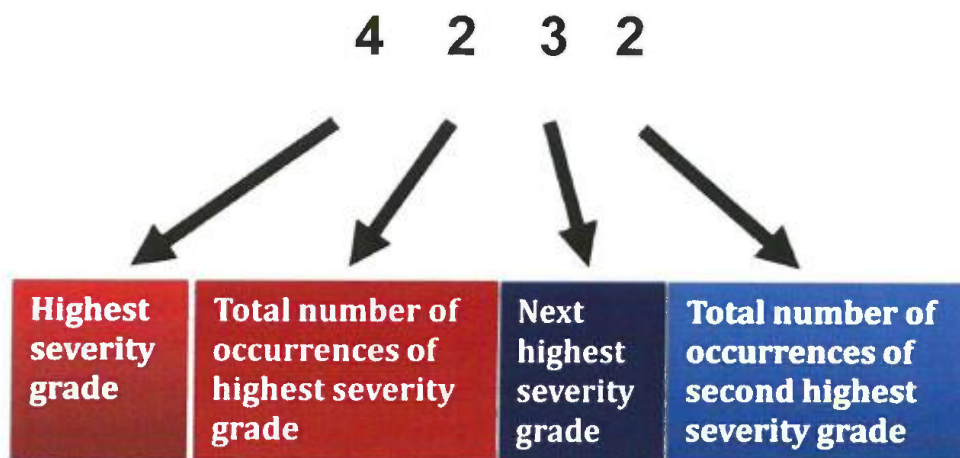 4 2 3 2
Highest
severity
grade
Total number of
occurrences of
highest severity
grade
Next
highest
severity
grade
Total number of
occurrences of
second highest
severity grade